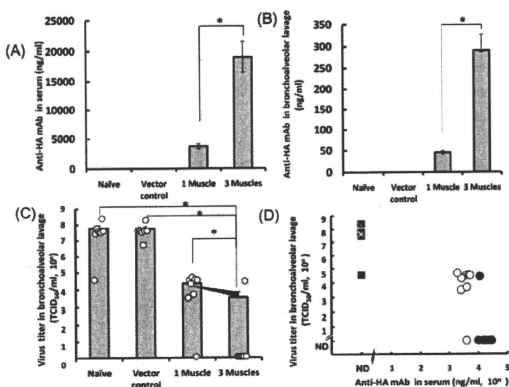 (A)
Anti-HA mAb in serum (ng/ml)
25000
20000
15000
10000
5000
0
*
Naïve
Vector control
1 Muscle
3 Muscles
(B)
Anti-HA mAb in bronchoalveolar lavage (ng/ml)
350
300
250
200
150
100
50
0
*
Naïve
Vector control
1 Muscle
3 Muscles
(C)
Virus titer in bronchoalveolar lavage (TCID50/ml, 10ⁿ)
9
8
7
6
5
4
3
2
1
0
*
*
*
Naïve
Vector control
1 Muscle
3 Muscles
(D)
Virus titer in bronchoalveolar lavage (TCID50/ml, 10ⁿ)
9
8
7
6
5
4
3
2
1
ND
ND
1
2
3
4
5
Anti-HA mAb in serum (ng/ml, 10ⁿ)